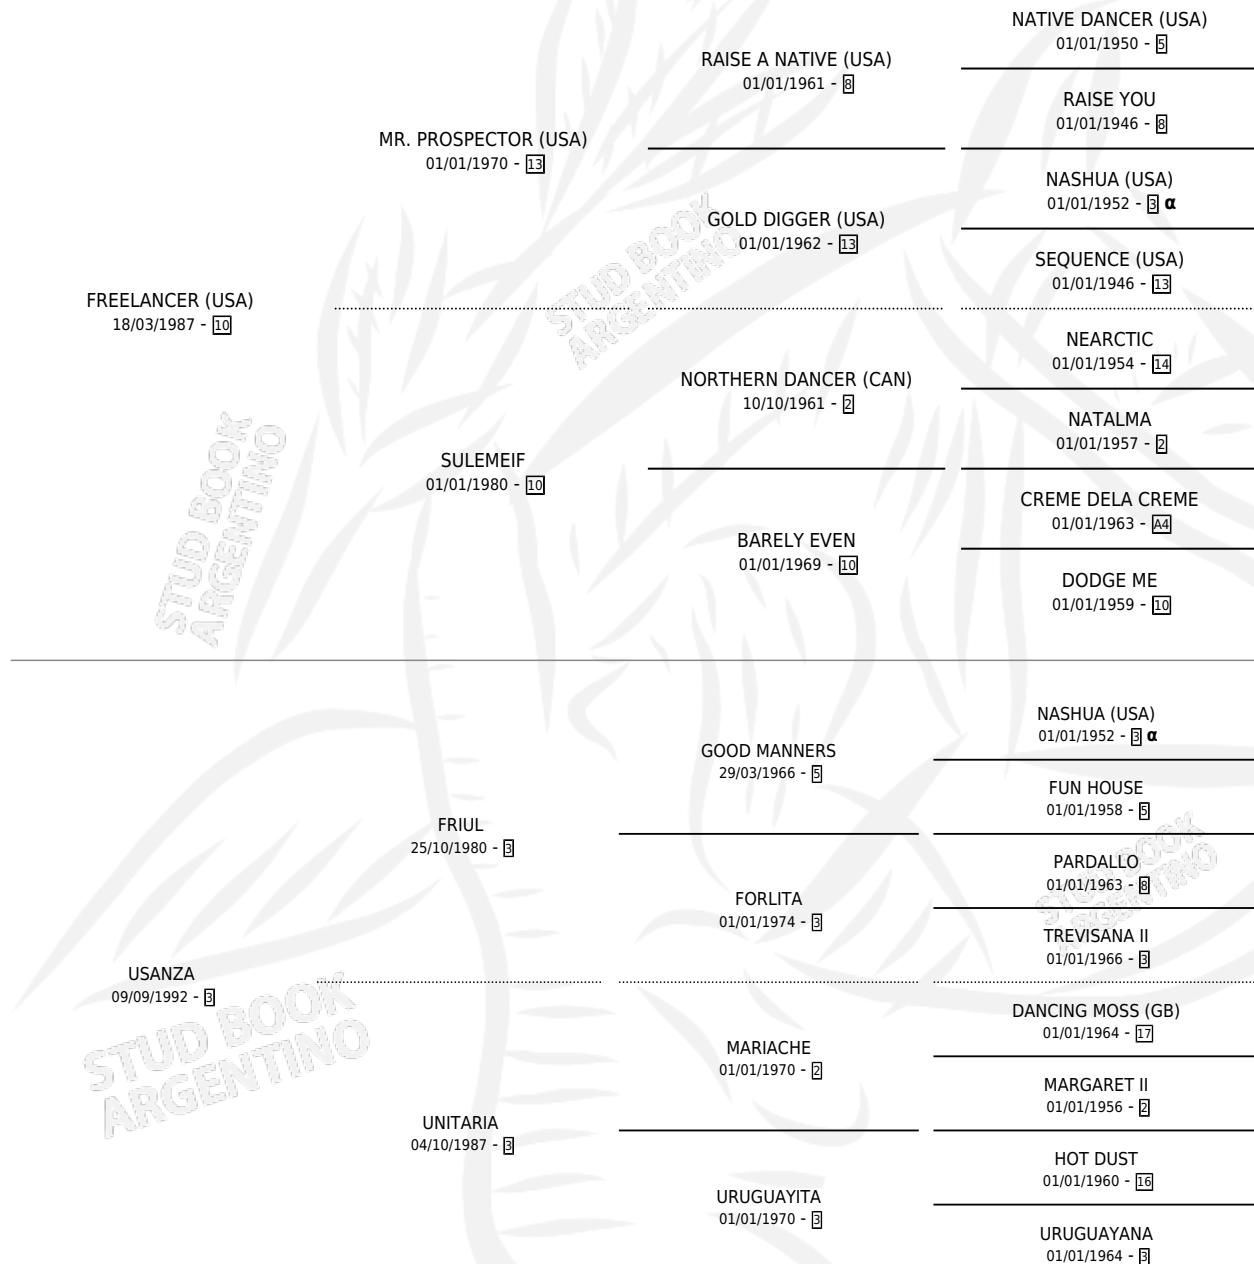 NATIVE DANCER (USA)
01/01/1950 - 5
RAISE A NATIVE (USA)
01/01/1961 - 8
RAISE YOU
01/01/1946 - 8
MR. PROSPECTOR (USA)
01/01/1970 - 13
NASHUA (USA)
01/01/1952 - 3 α
GOLD DIGGER (USA)
01/01/1962 - 13
SEQUENCE (USA)
01/01/1946 - 13
FREELANCER (USA)
18/03/1987 - 10
NEARCTIC
01/01/1954 - 14
NORTHERN DANCER (CAN)
10/10/1961 - 2
NATALMA
01/01/1957 - 2
SULEMEIF
01/01/1980 - 10
CREME DELA CREME
01/01/1963 - A4
BARELY EVEN
01/01/1969 - 10
DODGE ME
01/01/1959 - 10
STUD BOOK
ARGENTINO
STUD BOOK
ARGENTINO
NASHUA (USA)
01/01/1952 - 3 α
GOOD MANNERS
29/03/1966 - 5
FUN HOUSE
01/01/1958 - 5
FRIUL
25/10/1980 - 3
PARDALLO
01/01/1963 - 8
FORLITA
01/01/1974 - 3
TREVISANA II
01/01/1966 - 3
USANZA
09/09/1992 - 3
DANCING MOSS (GB)
01/01/1964 - 17
MARIACHE
01/01/1970 - 2
MARGARET II
01/01/1956 - 2
UNITARIA
04/10/1987 - 3
HOT DUST
01/01/1960 - 16
URUGUAYITA
01/01/1970 - 3
URUGUAYANA
01/01/1964 - 3
STUD BOOK
ARGENTINO
STUD BOOK
ARGENTINO